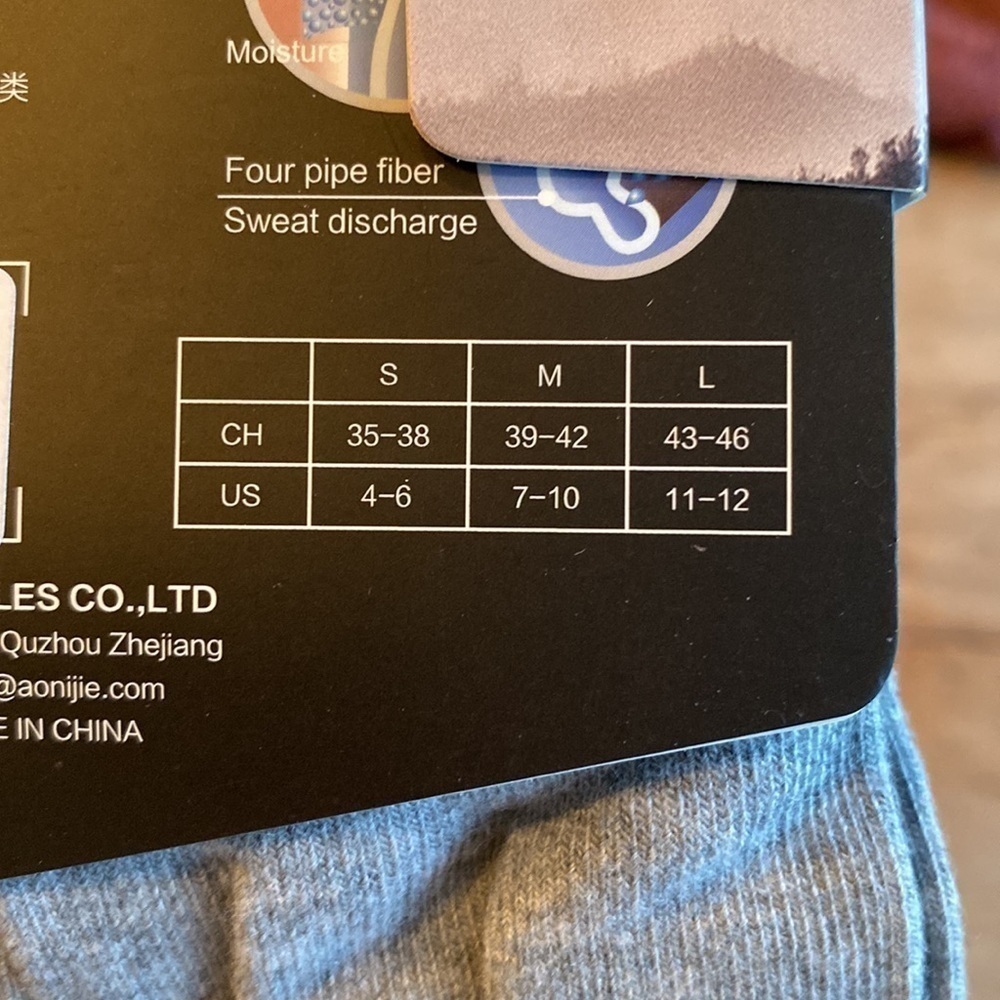 Moisture
类
Four pipe fiber
Sweat discharge
S M L
CH 35-38 39-42 43-46
US 4-6 7-10 11-12
LES CO.,LTD
Quzhou Zhejiang
@aonijie.com
E IN CHINA